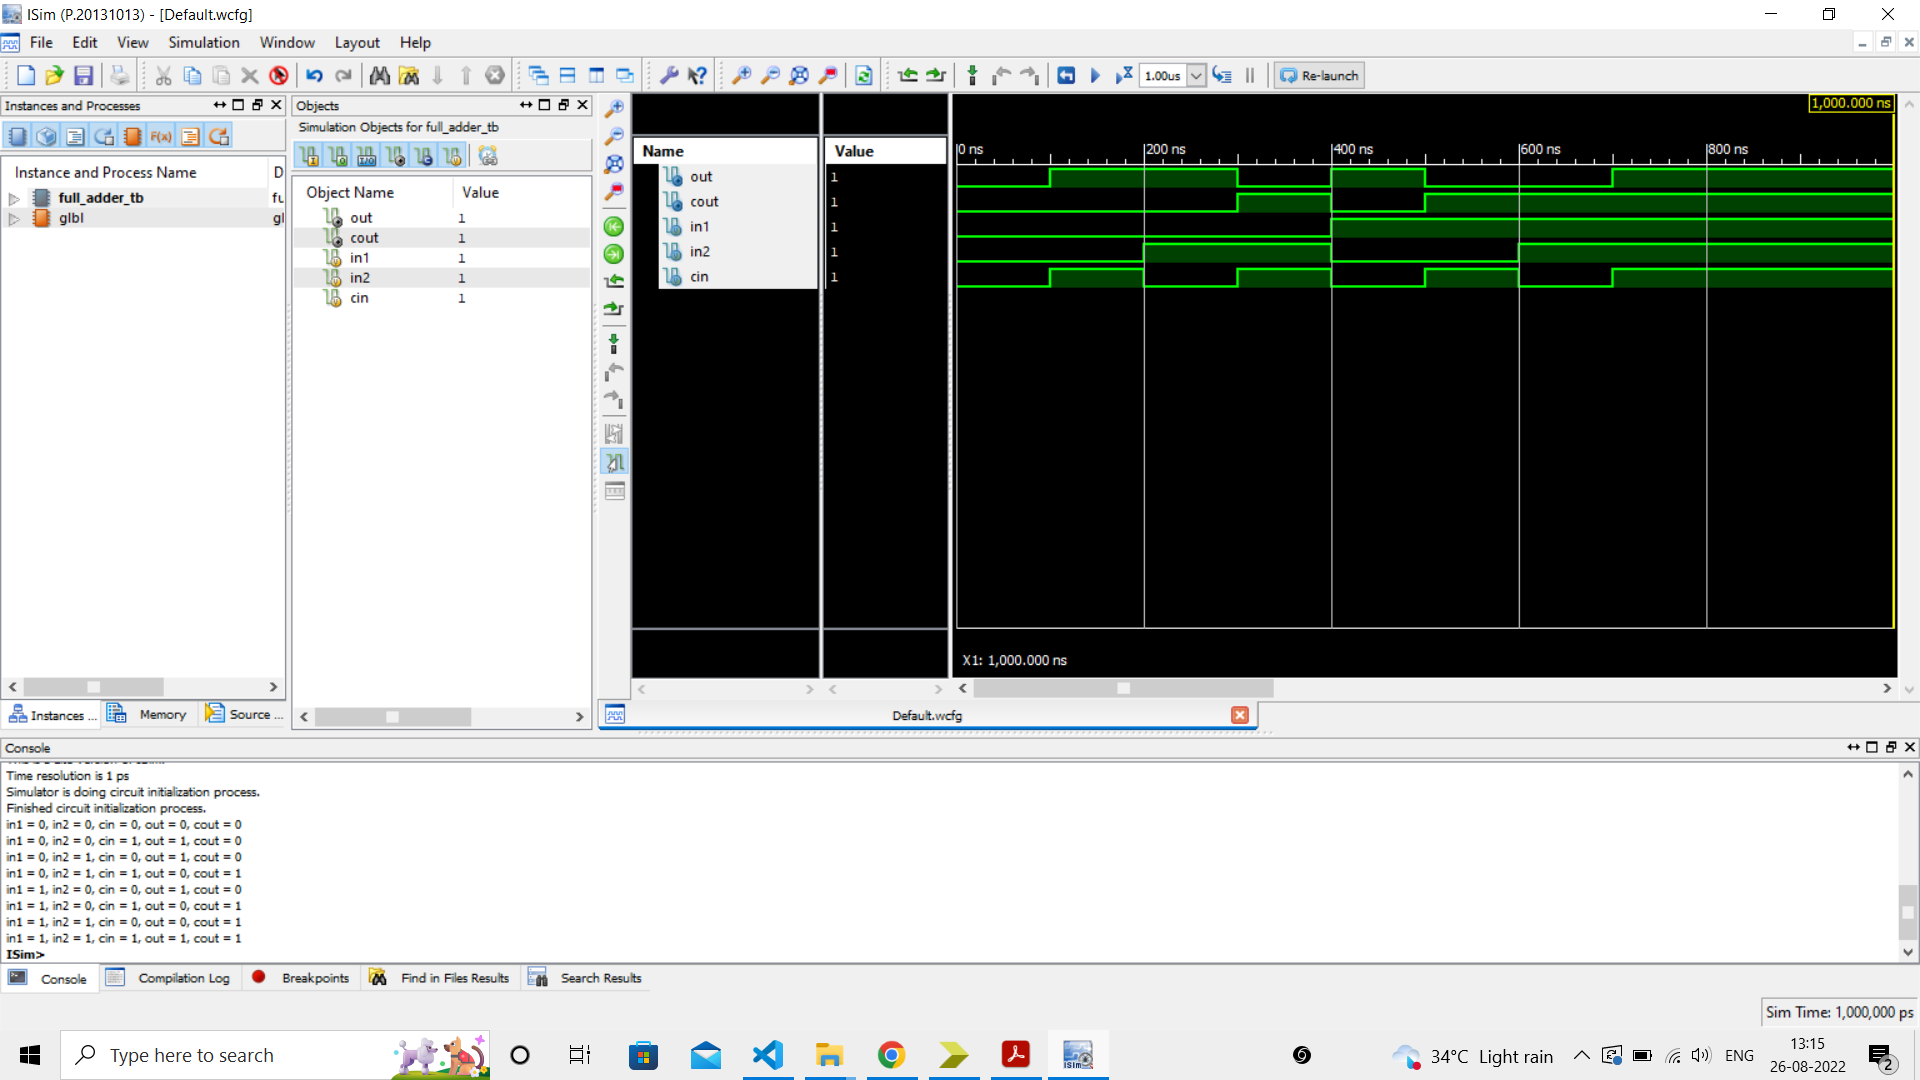 ISim (P.20131013) - [Default.wcfg]
File Edit View Simulation Window Layout Help
1.00us Re-launch
Instances and Processes
F(x)
Instance and Process Name D
full_adder_tb fu
glbl gl
Instances ... Memory Source ...
Objects
Simulation Objects for full_adder_tb
I/O
Object Name Value
out 1
cout 1
in1 1
in2 1
cin 1
Name Value
out 1
cout 1
in1 1
in2 1
cin 1
1,000.000 ns
0 ns 200 ns 400 ns 600 ns 800 ns
X1: 1,000.000 ns
Default.wcfg
Console
Time resolution is 1 ps
Simulator is doing circuit initialization process.
Finished circuit initialization process.
in1 = 0, in2 = 0, cin = 0, out = 0, cout = 0
in1 = 0, in2 = 0, cin = 1, out = 1, cout = 0
in1 = 0, in2 = 1, cin = 0, out = 1, cout = 0
in1 = 0, in2 = 1, cin = 1, out = 0, cout = 1
in1 = 1, in2 = 0, cin = 0, out = 1, cout = 0
in1 = 1, in2 = 0, cin = 1, out = 0, cout = 1
in1 = 1, in2 = 1, cin = 0, out = 0, cout = 1
in1 = 1, in2 = 1, cin = 1, out = 1, cout = 1
ISim>
Console Compilation Log Breakpoints Find in Files Results Search Results
Sim Time: 1,000,000 ps
Type here to search
34°C Light rain ENG
13:15
26-08-2022
2